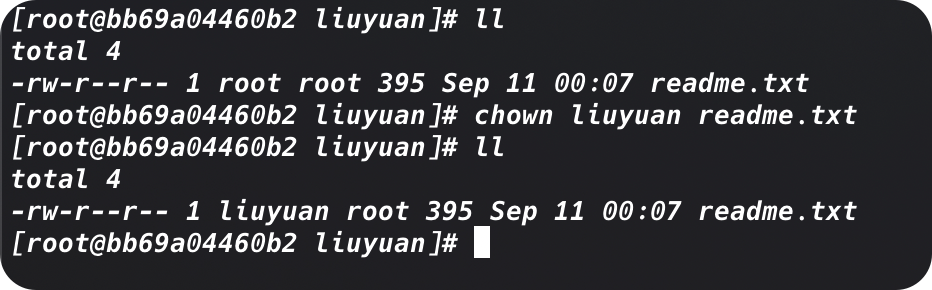 [root@bb69a04460b2 liuyuan]# ll
total 4
-rw-r--r-- 1 root root 395 Sep 11 00:07 readme.txt
[root@bb69a04460b2 liuyuan]# chown liuyuan readme.txt
[root@bb69a04460b2 liuyuan]# ll
total 4
-rw-r--r-- 1 liuyuan root 395 Sep 11 00:07 readme.txt
[root@bb69a04460b2 liuyuan]#